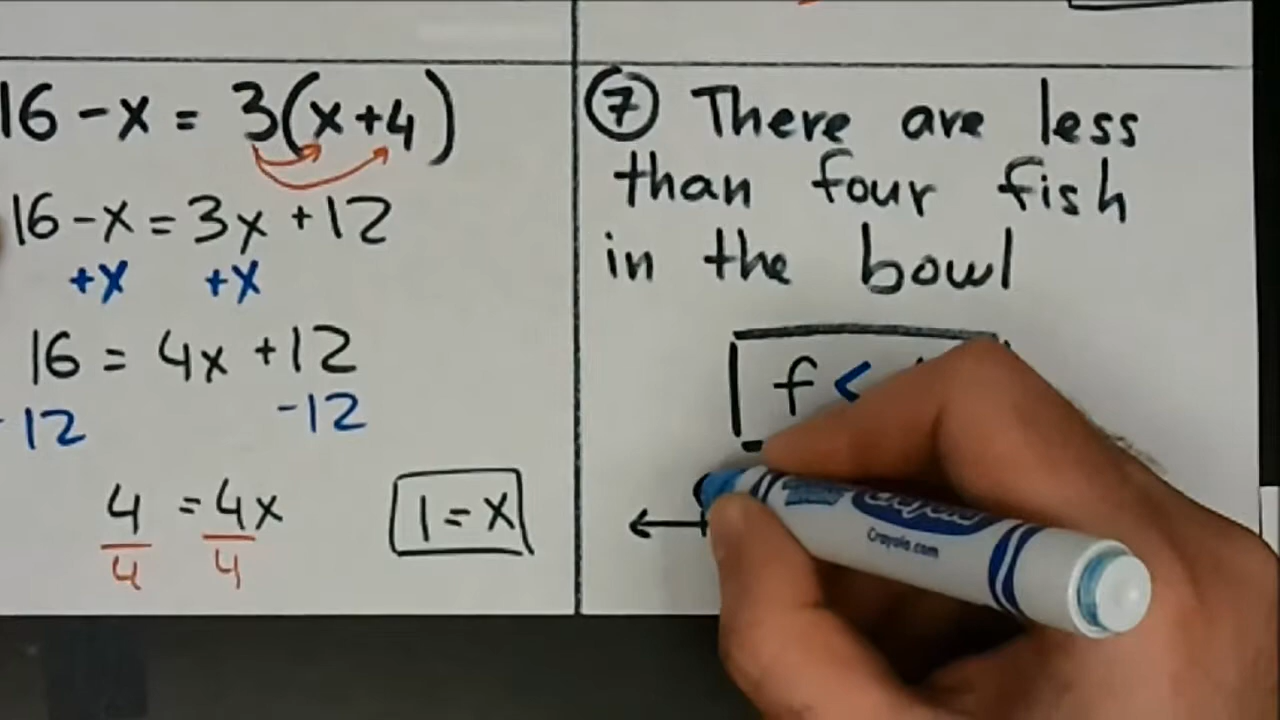 16 - x = 3(x+4)
16 - x = 3x + 12
+x +x
16 = 4x + 12
- 12 - 12
4 = 4x
4 4
1 = x
⑦ There are less
than four fish
in the bowl
f <
Crayola
Crayola.com